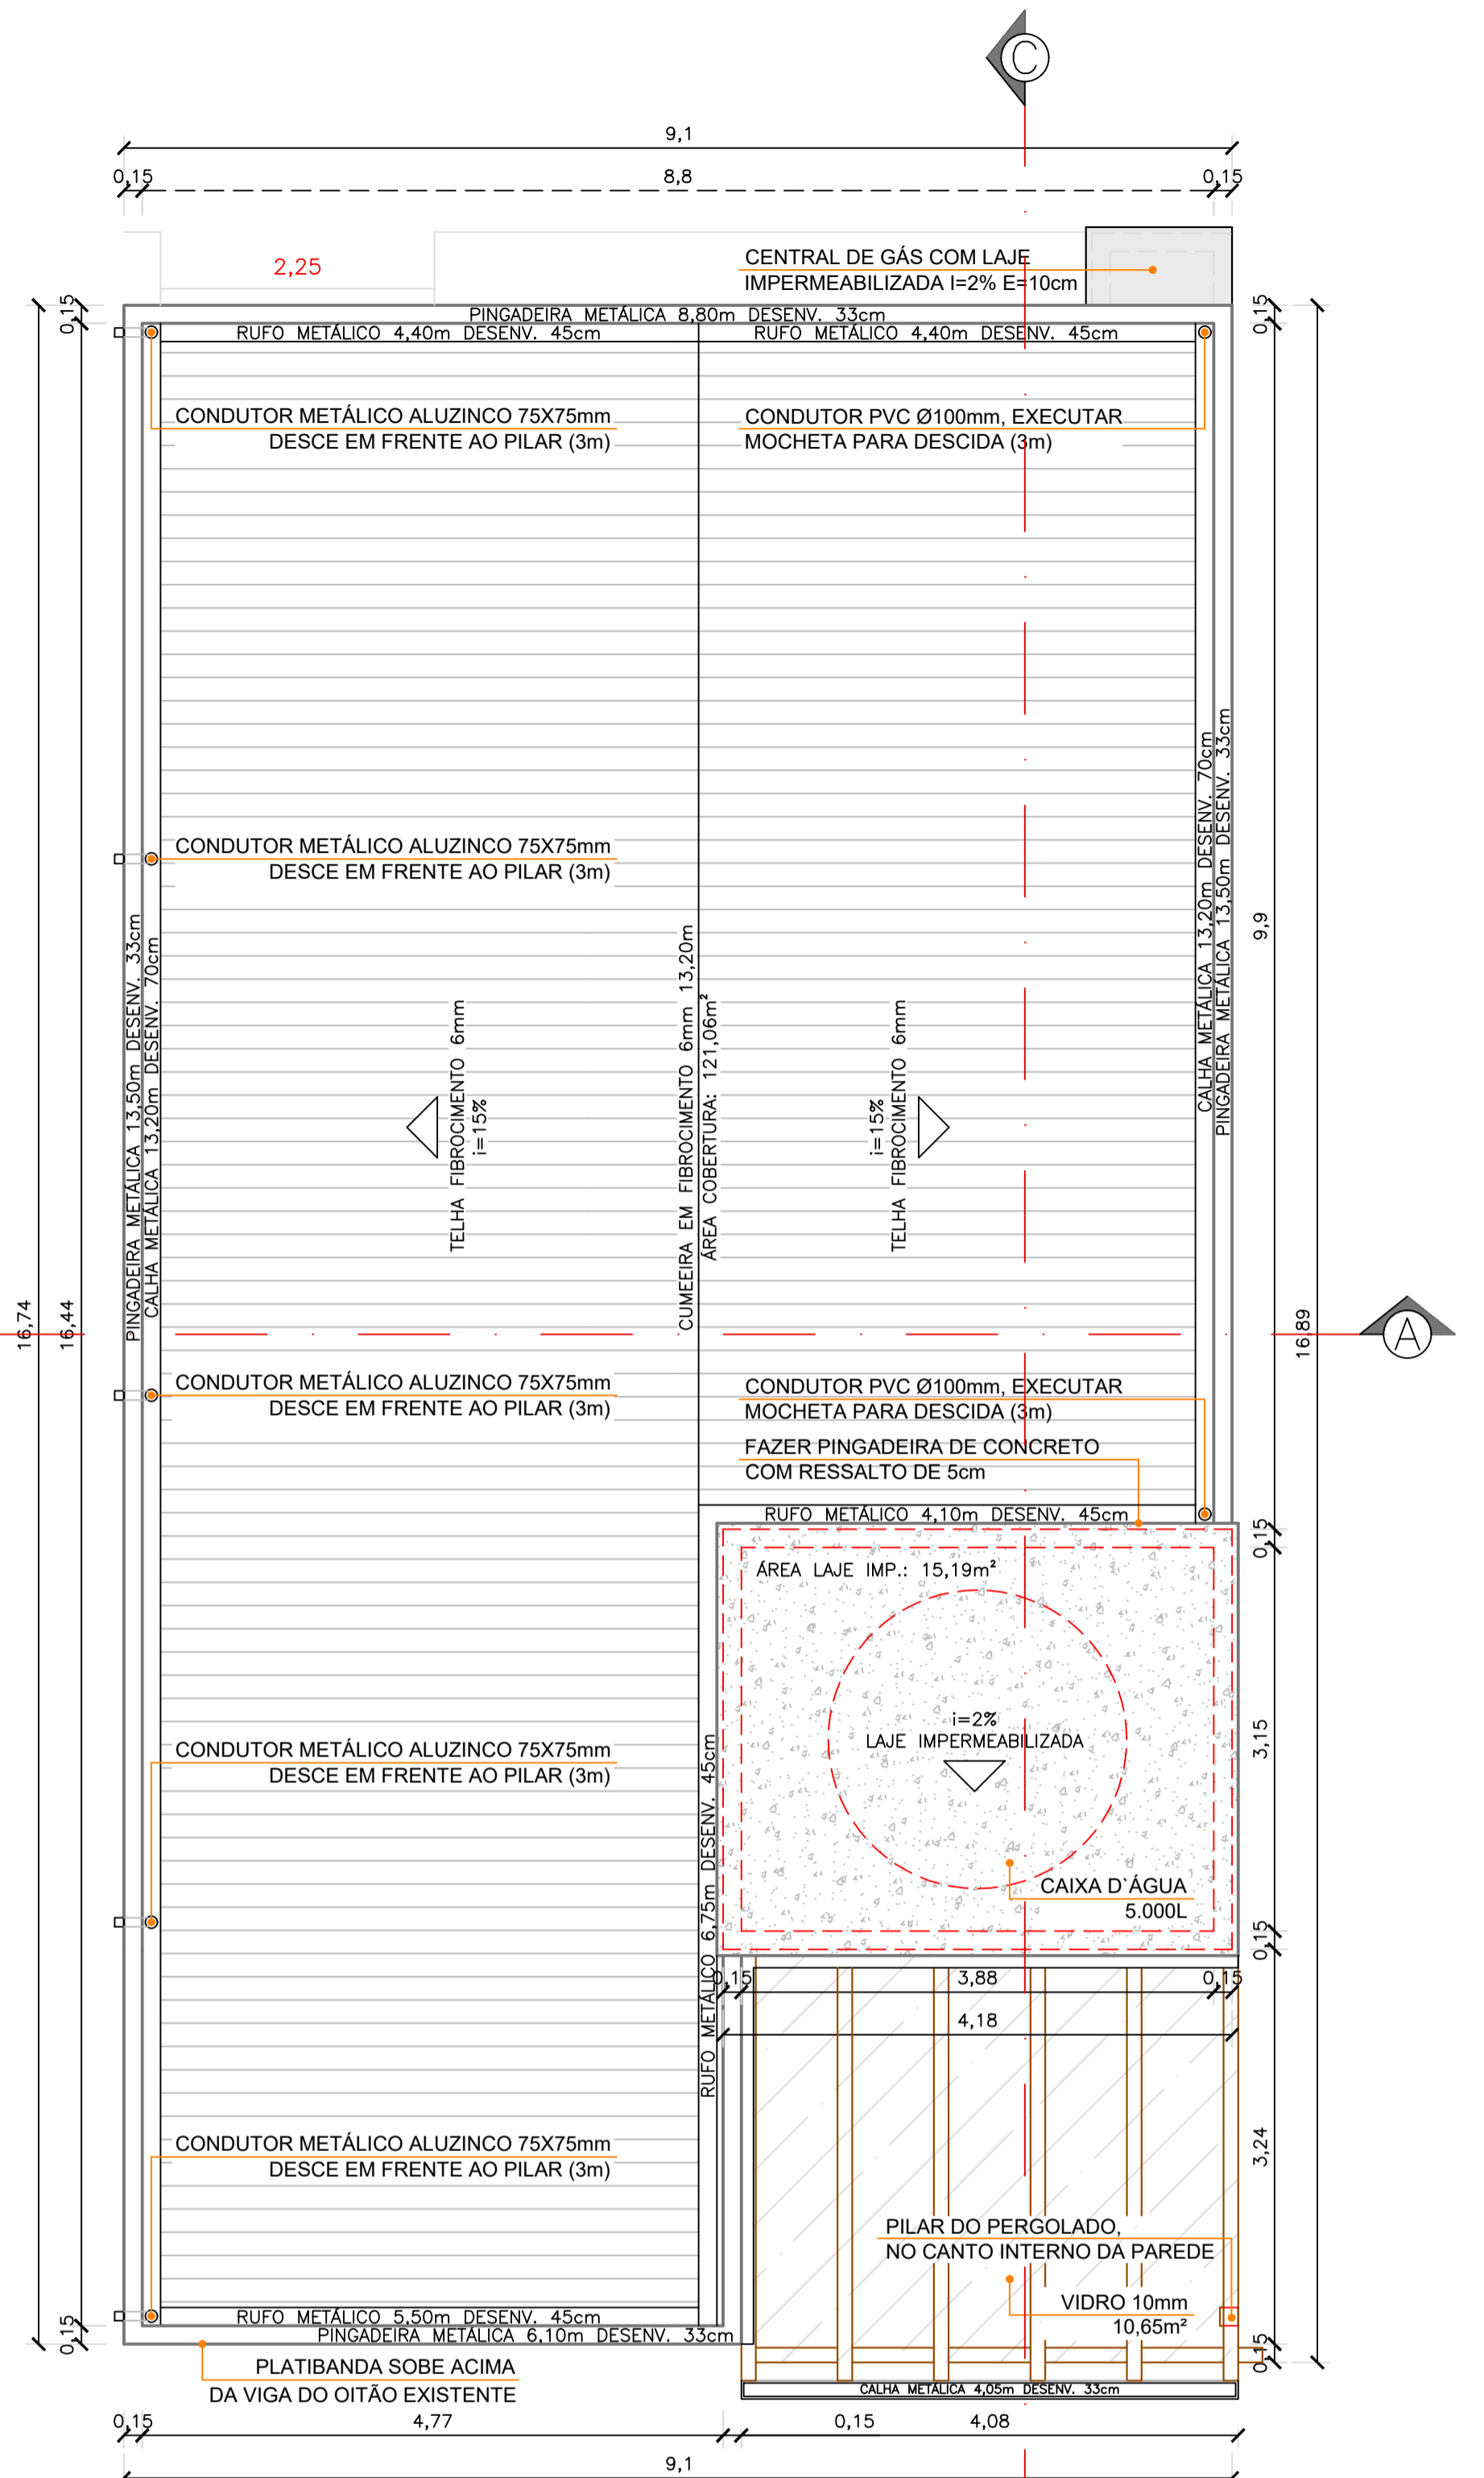 C
9,1
0,15
8,8
0,15
CENTRAL DE GÁS COM LAJE
IMPERMEABILIZADA I=2% E=10cm
2,25
0,15
0,15
PINGADEIRA METÁLICA 8,80m DESENV. 33cm
RUFO METÁLICO 4,40m DESENV. 45cm
RUFO METÁLICO 4,40m DESENV. 45cm
CONDUTOR METÁLICO ALUZINCO 75X75mm
DESCE EM FRENTE AO PILAR (3m)
CONDUTOR PVC Ø100mm, EXECUTAR
MOCHETA PARA DESCIDA (3m)
CONDUTOR METÁLICO ALUZINCO 75X75mm
DESCE EM FRENTE AO PILAR (3m)
PINGADEIRA METÁLICA 13,50m DESENV. 33cm
CALHA METÁLICA 13,20m DESENV. 70cm
TELHA FIBROCIMENTO 6mm
i=15%
CUMEEIRA EM FIBROCIMENTO 6mm 13,20m
ÁREA COBERTURA: 121,06m²
i=15%
TELHA FIBROCIMENTO 6mm
CALHA METÁLICA 13,20m DESENV. 70cm
PINGADEIRA METÁLICA 13,50m DESENV. 33cm
9,9
16,74
16,44
16,89
A
CONDUTOR METÁLICO ALUZINCO 75X75mm
DESCE EM FRENTE AO PILAR (3m)
CONDUTOR PVC Ø100mm, EXECUTAR
MOCHETA PARA DESCIDA (3m)
FAZER PINGADEIRA DE CONCRETO
COM RESSALTO DE 5cm
RUFO METÁLICO 4,10m DESENV. 45cm
0,15
ÁREA LAJE IMP.: 15,19m²
i=2%
LAJE IMPERMEABILIZADA
3,15
CONDUTOR METÁLICO ALUZINCO 75X75mm
DESCE EM FRENTE AO PILAR (3m)
RUFO METÁLICO 6,75m DESENV. 45cm
CAIXA D`ÁGUA
5.000L
0,15
0,15
3,88
0,15
4,18
3,24
CONDUTOR METÁLICO ALUZINCO 75X75mm
DESCE EM FRENTE AO PILAR (3m)
PILAR DO PERGOLADO,
NO CANTO INTERNO DA PAREDE
VIDRO 10mm
10,65m²
RUFO METÁLICO 5,50m DESENV. 45cm
PINGADEIRA METÁLICA 6,10m DESENV. 33cm
0,15
0,15
PLATIBANDA SOBE ACIMA
DA VIGA DO OITÃO EXISTENTE
CALHA METÁLICA 4,05m DESENV. 33cm
0,15
4,77
0,15
4,08
9,1